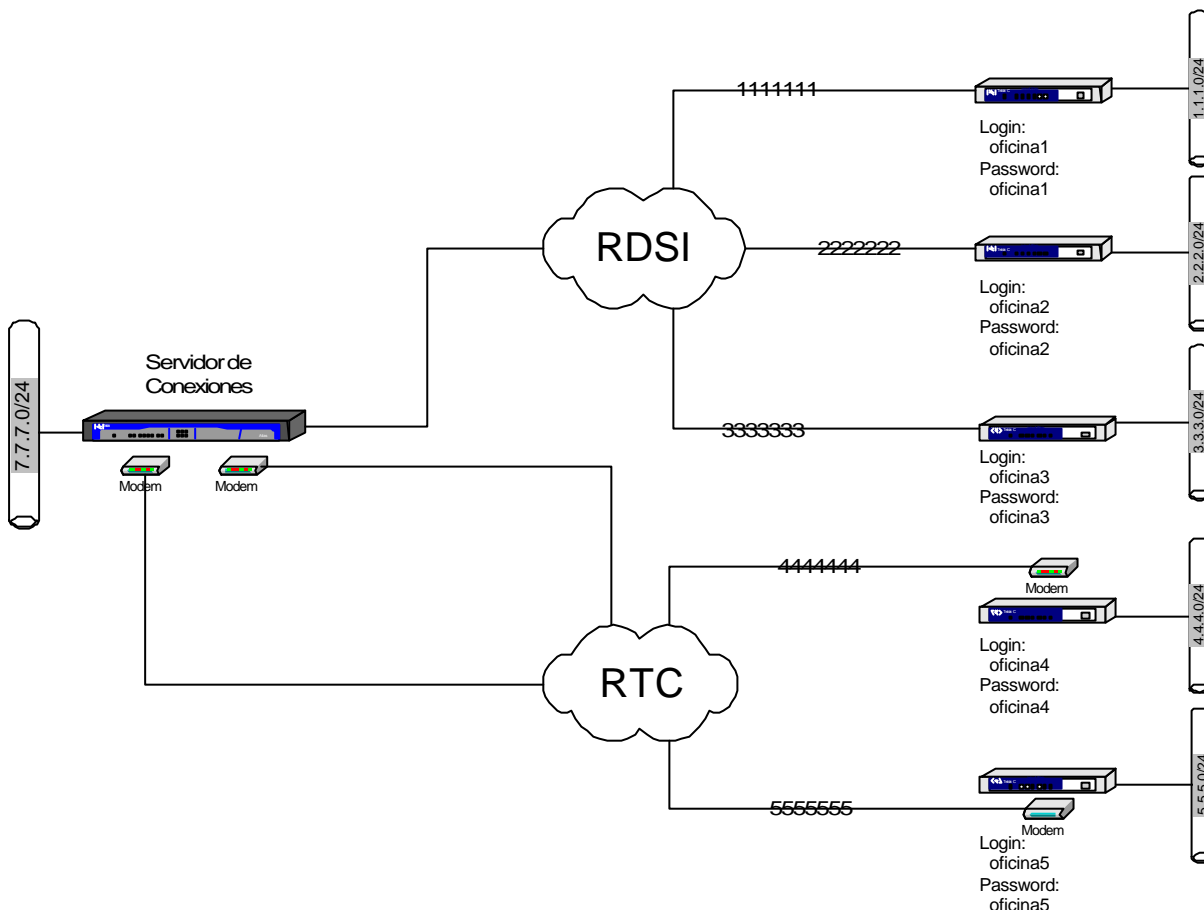 1111111
1.1.1.0/24
Login:
oficina1
Password:
oficina1
RDSI
2222222
2.2.2.0/24
Login:
oficina2
Password:
oficina2
Servidor de
Conexiones
7.7.7.0/24
Modem
Modem
3333333
3.3.3.0/24
Login:
oficina3
Password:
oficina3
4444444
Modem
4.4.4.0/24
Login:
oficina4
Password:
oficina4
RTC
5555555
Modem
5.5.5.0/24
Login:
oficina5
Password:
oficina5